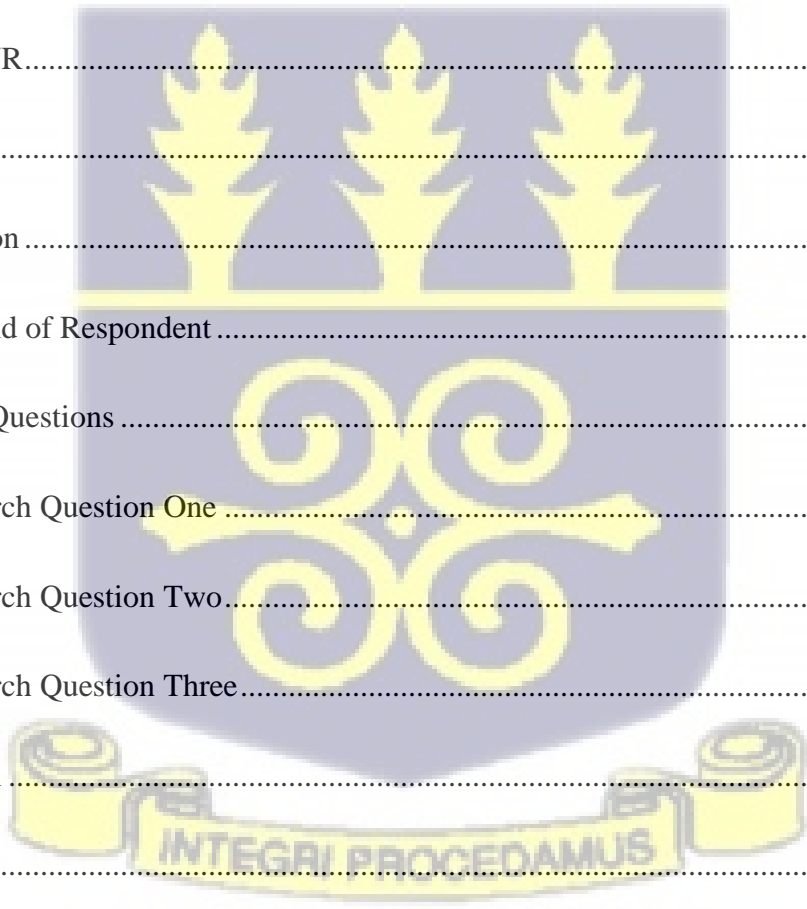 R
on
d of Respondent
Questions
rch Question One
rch Question Two
rch Question Three
INTEGRI PROCEDAMUS